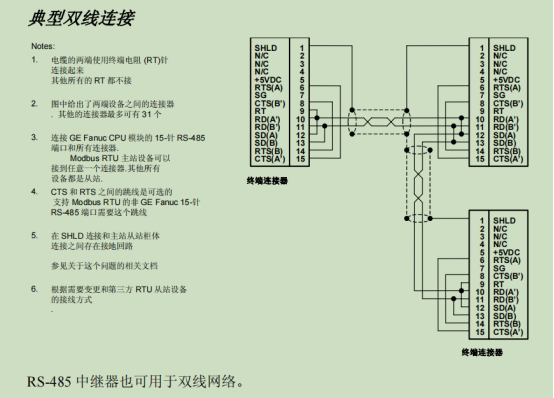 典型双线连接
Notes:
1. 电缆的两端使用终端电阻 (RT)针
连接起来
其他所有的 RT 都不接
2. 图中给出了两端设备之间的连接器
. 其他的连接器最多可有 31 个
3. 连接 GE Fanuc CPU 模块的 15-针 RS-485
端口和所有连接器.
Modbus RTU 主站设备可以
接到任意一个连接器.其他所有
设备都是从站.
4. CTS 和 RTS 之间的跳线是可选的
支持 Modbus RTU 的非 GE Fanuc 15-针
RS-485 端口需要这个跳线
5. 在 SHLD 连接和主站从站柜体
连接之间存在接地回路
参见关于这个问题的相关文档
6. 根据需要变更和第三方 RTU 从站设备
的接线方式
.
SHLD 1
N/C 2
N/C 3
N/C 4
+5VDC 5
RTS(A) 6
SG 7
CTS(B') 8
RT 9
RD(A') 10
RD(B') 11
SD(A) 12
SD(B) 13
RTS(B) 14
CTS(A') 15
终端连接器
1 SHLD
2 N/C
3 N/C
4 N/C
5 +5VDC
6 RTS(A)
7 SG
8 CTS(B')
9 RT
10 RD(A')
11 RD(B')
12 SD(A)
13 SD(B)
14 RTS(B)
15 CTS(A')
1 SHLD
2 N/C
3 N/C
4 N/C
5 +5VDC
6 RTS(A)
7 SG
8 CTS(B')
9 RT
10 RD(A')
11 RD(B')
12 SD(A)
13 SD(B)
14 RTS(B)
15 CTS(A')
终端连接器
RS-485 中继器也可用于双线网络。